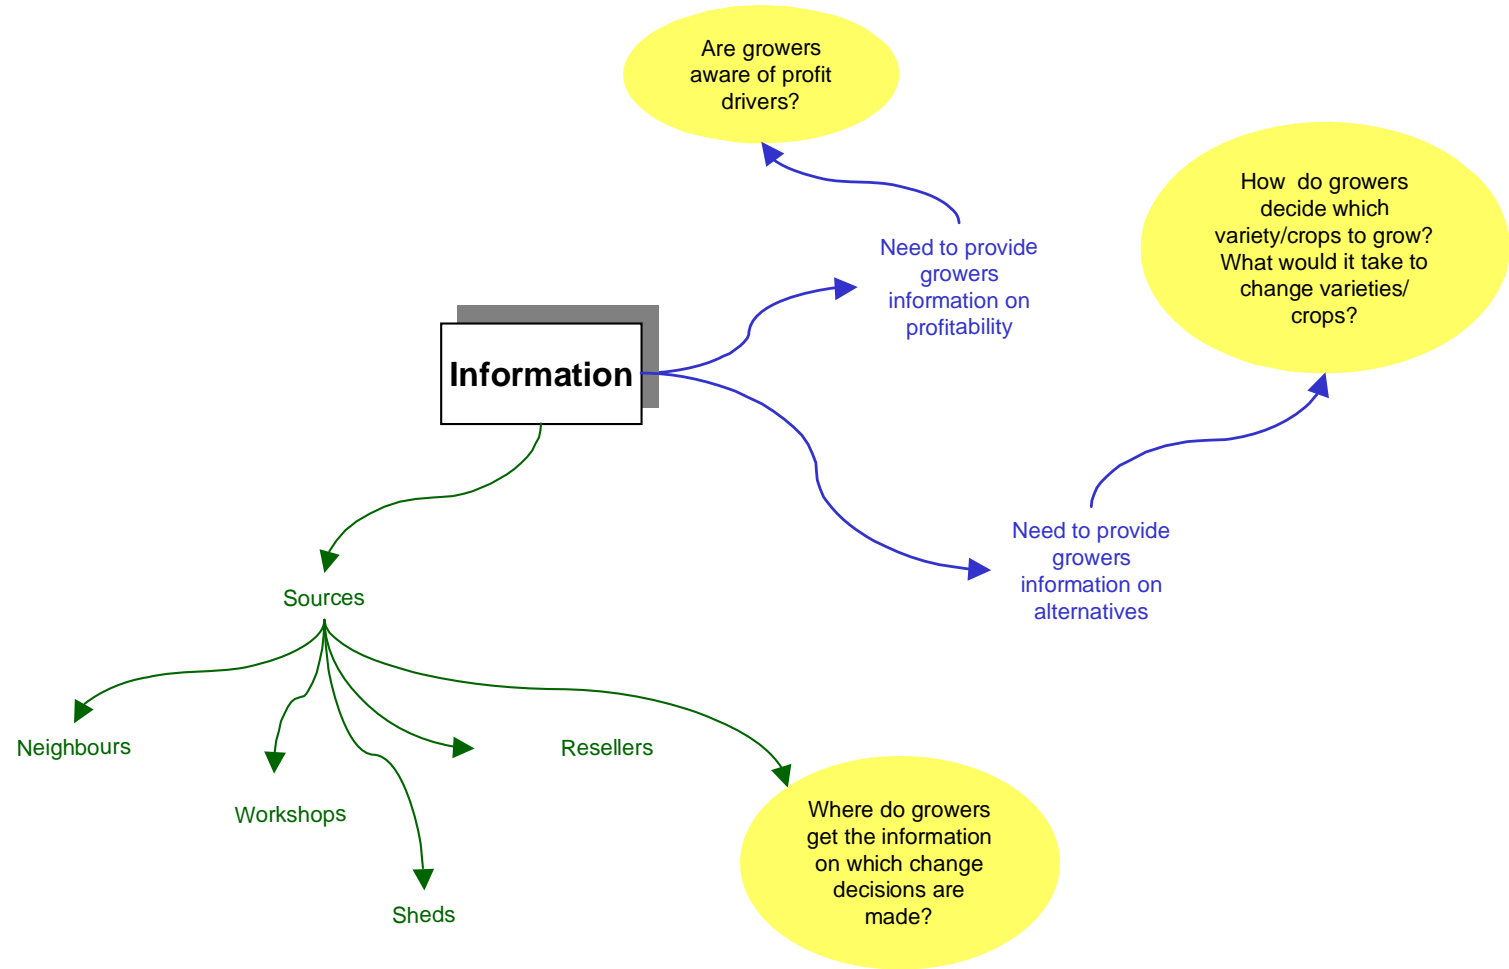 Are growers
aware of profit
drivers?
How do growers
decide which
variety/crops to grow?
What would it take to
change varieties/
crops?
Need to provide
growers
information on
profitability
Information
Need to provide
growers
information on
alternatives
Sources
Neighbours
Resellers
Workshops
Where do growers
get the information
on which change
decisions are
made?
Sheds